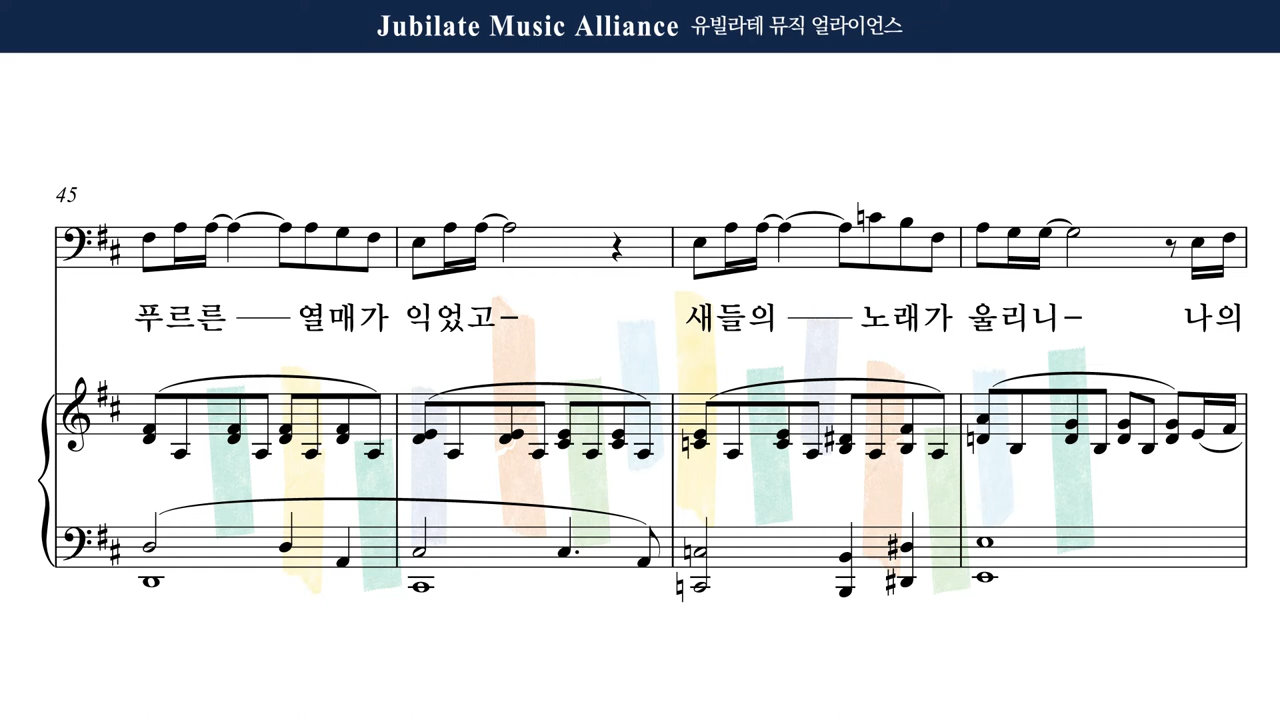 Jubilate Music Alliance 유빌라테 뮤직 얼라이언스
45
푸르른 —— 열매가 익었고– 새들의 —— 노래가 울리니– 나의